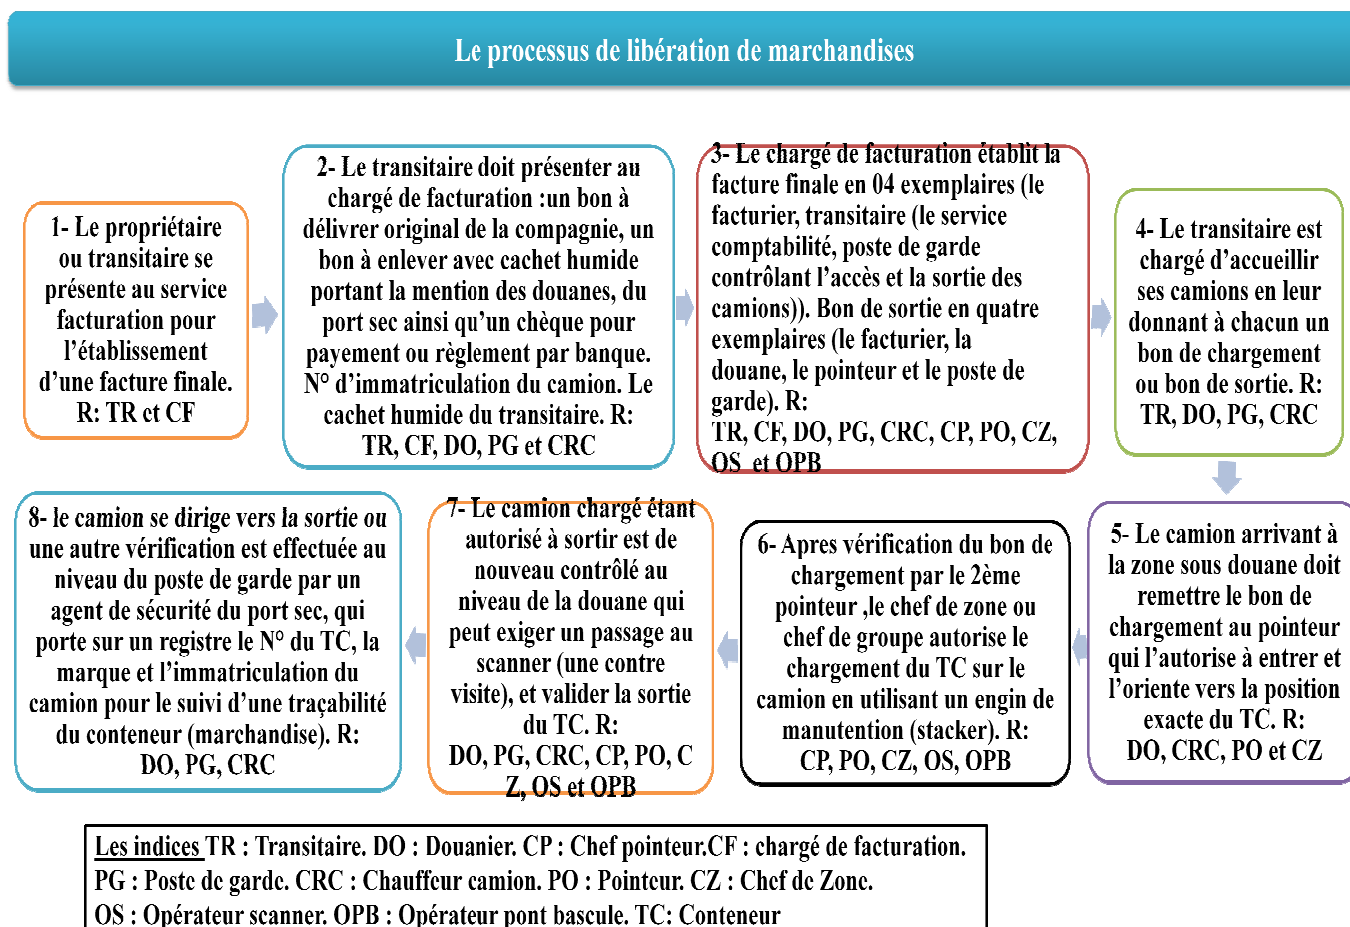 Le processus de libération de marchandises
1- Le propriétaire
ou transitaire se
présente au service
facturation pour
l’établissement
d’une facture finale.
R: TR et CF
2- Le transitaire doit présenter au
chargé de facturation :un bon à
délivrer original de la compagnie, un
bon à enlever avec cachet humide
portant la mention des douanes, du
port sec ainsi qu’un chèque pour
payement ou règlement par banque.
N° d’immatriculation du camion. Le
cachet humide du transitaire. R:
TR, CF, DO, PG et CRC
3- Le chargé de facturation établit la
facture finale en 04 exemplaires (le
facturier, transitaire (le service
comptabilité, poste de garde
contrôlant l’accès et la sortie des
camions)). Bon de sortie en quatre
exemplaires (le facturier, la
douane, le pointeur et le poste de
garde). R:
TR, CF, DO, PG, CRC, CP, PO, CZ,
OS et OPB
4- Le transitaire est
chargé d’accueillir
ses camions en leur
donnant à chacun un
bon de chargement
ou bon de sortie. R:
TR, DO, PG, CRC
5- Le camion arrivant à
la zone sous douane doit
remettre le bon de
chargement au pointeur
qui l’autorise à entrer et
l’oriente vers la position
exacte du TC. R:
DO, CRC, PO et CZ
6- Apres vérification du bon de
chargement par le 2ème
pointeur ,le chef de zone ou
chef de groupe autorise le
chargement du TC sur le
camion en utilisant un engin de
manutention (stacker). R:
CP, PO, CZ, OS, OPB
7- Le camion chargé étant
autorisé à sortir est de
nouveau contrôlé au
niveau de la douane qui
peut exiger un passage au
scanner (une contre
visite), et valider la sortie
du TC. R:
DO, PG, CRC, CP, PO, C
Z, OS et OPB
8- le camion se dirige vers la sortie ou
une autre vérification est effectuée au
niveau du poste de garde par un
agent de sécurité du port sec, qui
porte sur un registre le N° du TC, la
marque et l’immatriculation du
camion pour le suivi d’une traçabilité
du conteneur (marchandise). R:
DO, PG, CRC
Les indices TR : Transitaire. DO : Douanier. CP : Chef pointeur.CF : chargé de facturation.
PG : Poste de garde. CRC : Chauffeur camion. PO : Pointeur. CZ : Chef de Zone.
OS : Opérateur scanner. OPB : Opérateur pont bascule. TC: Conteneur